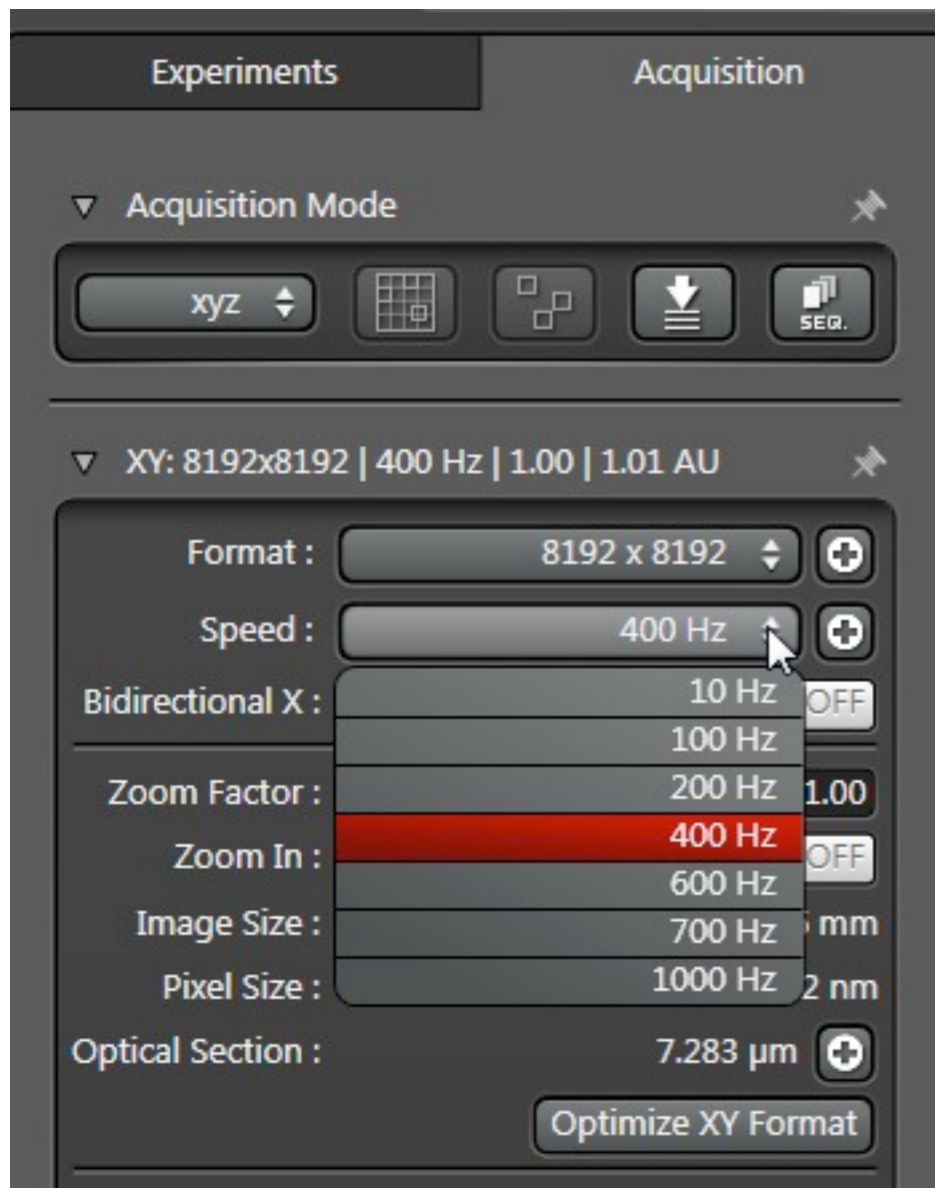 Experiments Acquisition
Acquisition Mode
xyz SEQ.
XY: 8192x8192 | 400 Hz | 1.00 | 1.01 AU
Format : 8192 x 8192
Speed : 400 Hz
Bidirectional X : 10 Hz OFF
100 Hz
Zoom Factor : 200 Hz 1.00
400 Hz
Zoom In : OFF
600 Hz
Image Size : 700 Hz mm
Pixel Size : 1000 Hz 2 nm
Optical Section : 7.283 µm
Optimize XY Format